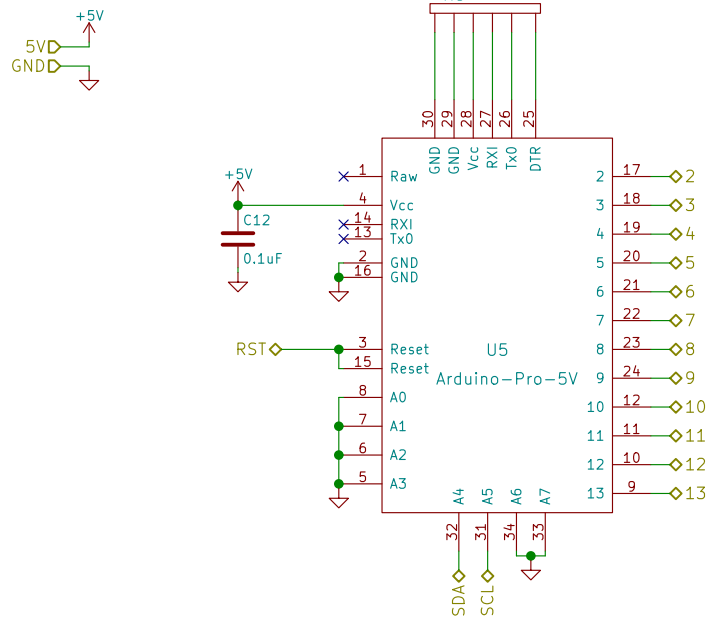 +5V
5V
GND
30
29
28
27
26
25
GND
GND
Vcc
RXI
Tx0
DTR
+5V
C12
0.1uF
1 Raw
4 Vcc
14 RXI
13 Tx0
2 GND
16 GND
RST
3 Reset
15 Reset
8 A0
7 A1
6 A2
5 A3
U5
Arduino-Pro-5V
2 17 2
3 18 3
4 19 4
5 20 5
6 21 6
7 22 7
8 23 8
9 24 9
10 12 10
11 11 11
12 10 12
13 9 13
A4
A5
A6
A7
32
31
34
33
SDA
SCL